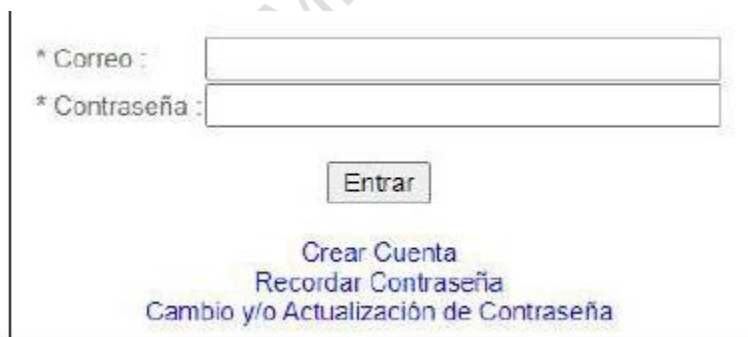 * Correo :
* Contraseña :
Entrar
Crear Cuenta
Recordar Contraseña
Cambio y/o Actualización de Contraseña